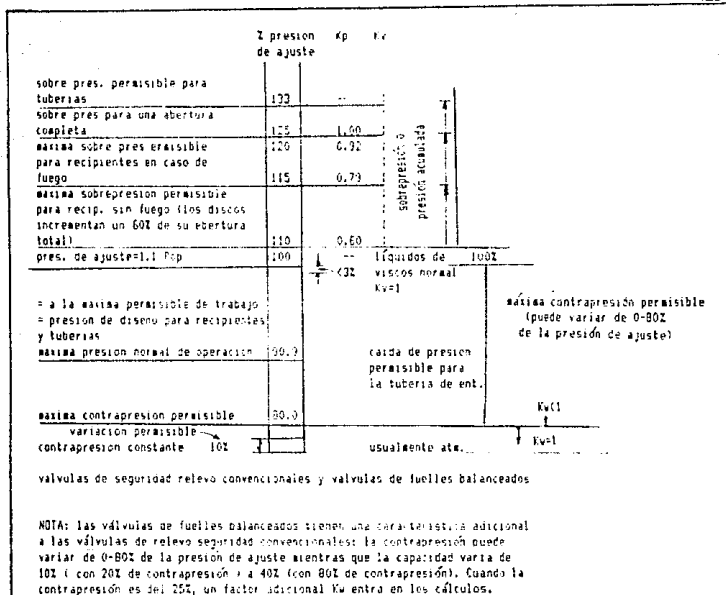 % presion Kp Kv
de ajuste
sobre pres. permisible para
tuberias 133 --
sobre pres para una abertura
completa 125 1.00
maxima sobre pres ermisible 120 0.92
para recipientes en caso de
fuego 115 0.79
sobrepresión o
presión acumulada
maxima sobrepresion permisible
para recip. sin fuego (los discos
incrementan un 60% de su abertura
total) 110 0.60
pres. de ajuste=1.1 Pop 100 -- líquidos de 100%
<3% viscos normal
Kv=1
= a la maxima permisible de trabajo
= presion de diseno para recipientes
y tuberias
máxima contrapresión permisible
(puede variar de 0-80%
de la presión de ajuste)
maxima presion normal de operacion 90.9
caida de presion
permisible para
la tuberia de ent.
maxima contrapresion permisible 80.0
Kw<1
variacion permisible
Kw=1
contrapresion constante 10% usualmente atm.
valvulas de seguridad relevo convencionales y valvulas de fuelles balanceados
NOTA: las válvulas de fuelles balanceados tienen una caracteristica adicional
a las válvulas de relevo seguridad convencionales: la contrapresión puede
variar de 0-80% de la presión de ajuste mientras que la capacidad varia de
10% ( con 20% de contrapresión ) a 40% (con 80% de contrapresión). Cuando la
contrapresión es del 25%, un factor adicional Kw entra en los cálculos.